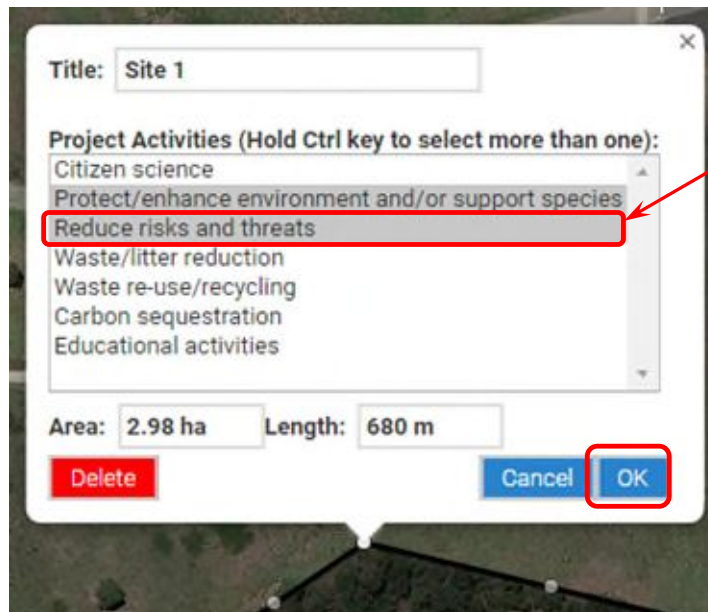 ×
Title: Site 1
Project Activities (Hold Ctrl key to select more than one):
Citizen science
Protect/enhance environment and/or support species
Reduce risks and threats
Waste/litter reduction
Waste re-use/recycling
Carbon sequestration
Educational activities
Area: 2.98 ha Length: 680 m
Delete Cancel OK